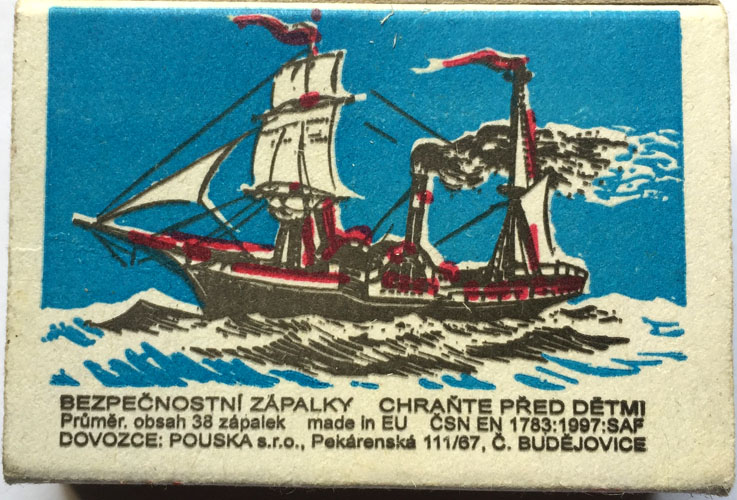 BEZPEČNOSTNÍ ZÁPALKY CHRAŇTE PŘED DĚTMI
Průměr. obsah 38 zápalek made in EU ČSN EN 1783:1997:SAF
DOVOZCE: POUSKA s.r.o., Pekárenská 111/67, Č. BUDĚJOVICE